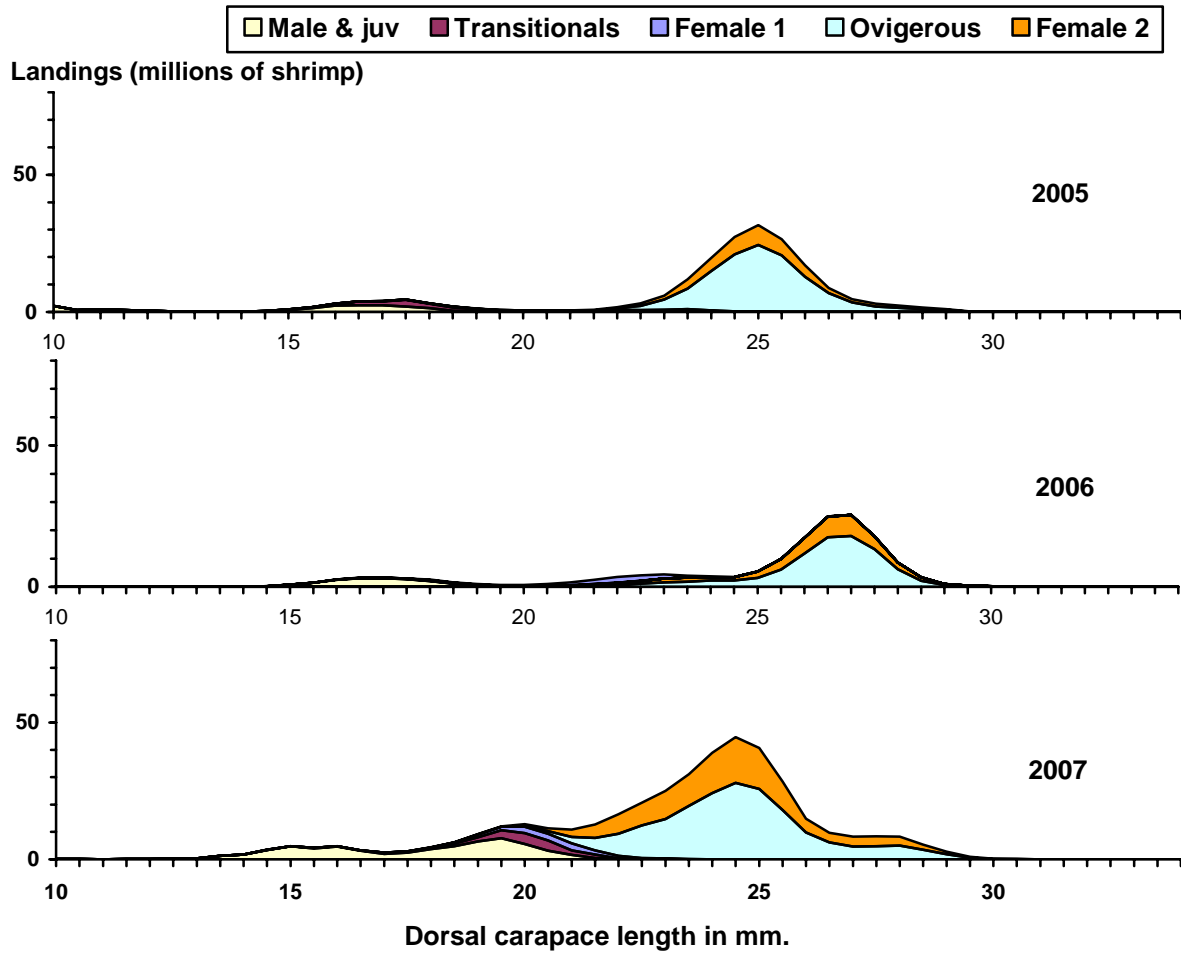 Male & juv Transitionals Female 1 Ovigerous Female 2
Landings (millions of shrimp)
50
2005
0
10 15 20 25 30
50
2006
0
10 15 20 25 30
50
2007
0
10 15 20 25 30
Dorsal carapace length in mm.